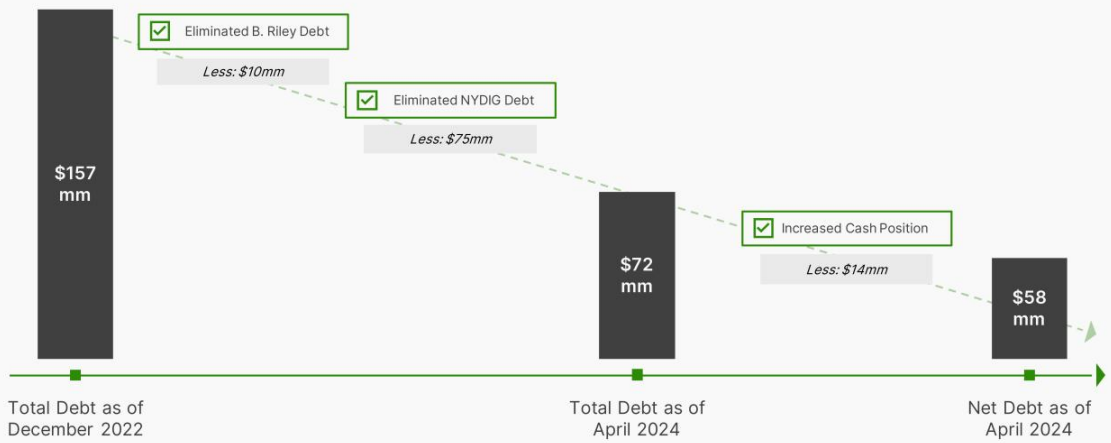 $157
mm
Eliminated B. Riley Debt
Less: $10mm
Eliminated NYDIG Debt
Less: $75mm
$72
mm
Increased Cash Position
Less: $14mm
$58
mm
Total Debt as of
December 2022
Total Debt as of
April 2024
Net Debt as of
April 2024